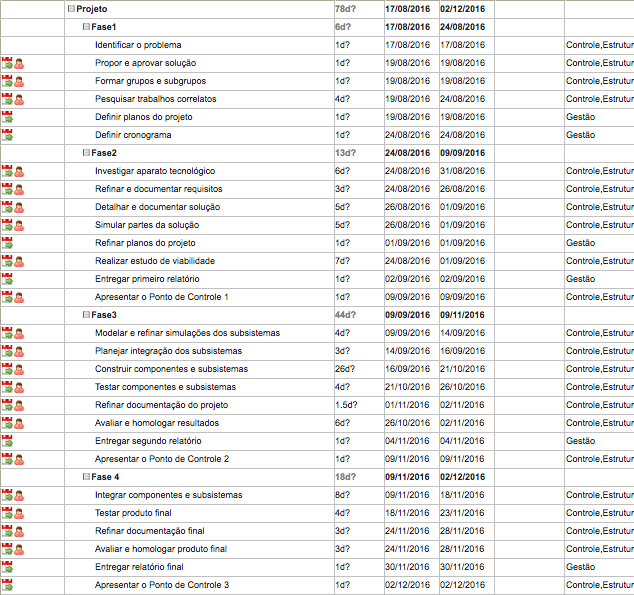 Projeto 78d? 17/08/2016 02/12/2016
Fase1 6d? 17/08/2016 24/08/2016
Identificar o problema 1d? 17/08/2016 17/08/2016 Controle,Estrutur
Propor e aprovar solução 1d? 19/08/2016 19/08/2016 Controle,Estrutur
Formar grupos e subgrupos 1d? 19/08/2016 19/08/2016 Controle,Estrutur
Pesquisar trabalhos correlatos 4d? 19/08/2016 24/08/2016 Controle,Estrutur
Definir planos do projeto 1d? 19/08/2016 19/08/2016 Gestão
Definir cronograma 1d? 24/08/2016 24/08/2016 Gestão
Fase2 13d? 24/08/2016 09/09/2016
Investigar aparato tecnológico 6d? 24/08/2016 31/08/2016 Controle,Estrutur
Refinar e documentar requisitos 3d? 24/08/2016 26/08/2016 Controle,Estrutur
Detalhar e documentar solução 5d? 26/08/2016 01/09/2016 Controle,Estrutur
Simular partes da solução 5d? 26/08/2016 01/09/2016 Controle,Estrutur
Refinar planos do projeto 1d? 01/09/2016 01/09/2016 Gestão
Realizar estudo de viabilidade 7d? 24/08/2016 01/09/2016 Controle,Estrutur
Entregar primeiro relatório 1d? 02/09/2016 02/09/2016 Gestão
Apresentar o Ponto de Controle 1 1d? 09/09/2016 09/09/2016 Controle,Estrutur
Fase3 44d? 09/09/2016 09/11/2016
Modelar e refinar simulações dos subsistemas 4d? 09/09/2016 14/09/2016 Controle,Estrutur
Planejar integração dos subsistemas 3d? 14/09/2016 16/09/2016 Controle,Estrutur
Construir componentes e subsistemas 26d? 16/09/2016 21/10/2016 Controle,Estrutur
Testar componentes e subsistemas 4d? 21/10/2016 26/10/2016 Controle,Estrutur
Refinar documentação do projeto 1.5d? 01/11/2016 02/11/2016 Controle,Estrutur
Avaliar e homologar resultados 6d? 26/10/2016 02/11/2016 Controle,Estrutur
Entregar segundo relatório 1d? 04/11/2016 04/11/2016 Gestão
Apresentar o Ponto de Controle 2 1d? 09/11/2016 09/11/2016 Controle,Estrutur
Fase 4 18d? 09/11/2016 02/12/2016
Integrar componentes e subsistemas 8d? 09/11/2016 18/11/2016 Controle,Estrutur
Testar produto final 4d? 18/11/2016 23/11/2016 Controle,Estrutur
Refinar documentação final 3d? 24/11/2016 28/11/2016 Controle,Estrutur
Avaliar e homologar produto final 3d? 24/11/2016 28/11/2016 Controle,Estrutur
Entregar relatório final 1d? 30/11/2016 30/11/2016 Gestão
Apresentar o Ponto de Controle 3 1d? 02/12/2016 02/12/2016 Controle,Estrutur